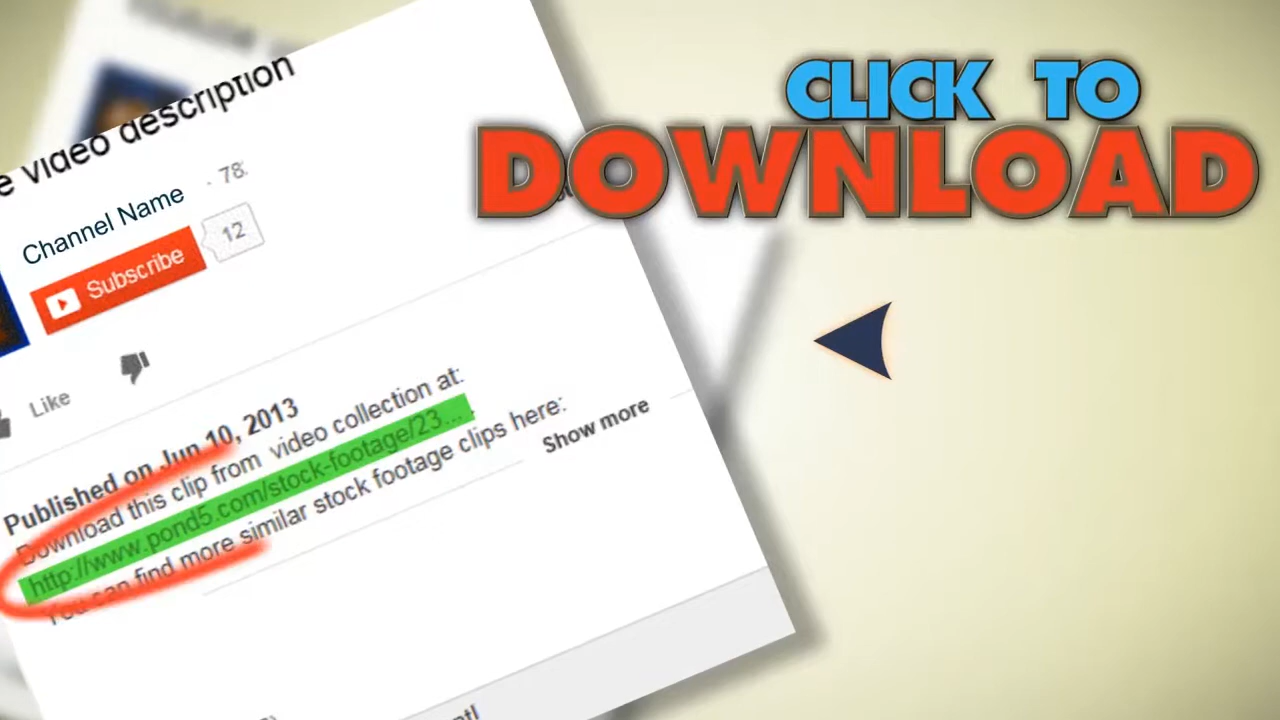 CLICK TO
DOWNLOAD
e video description
Channel Name
Subscribe
12
Like
Published on Jun 10, 2013
Download this clip from video collection at:
http://www.pond5.com/stock-footage/23...
You can find more similar stock footage clips here:
Show more